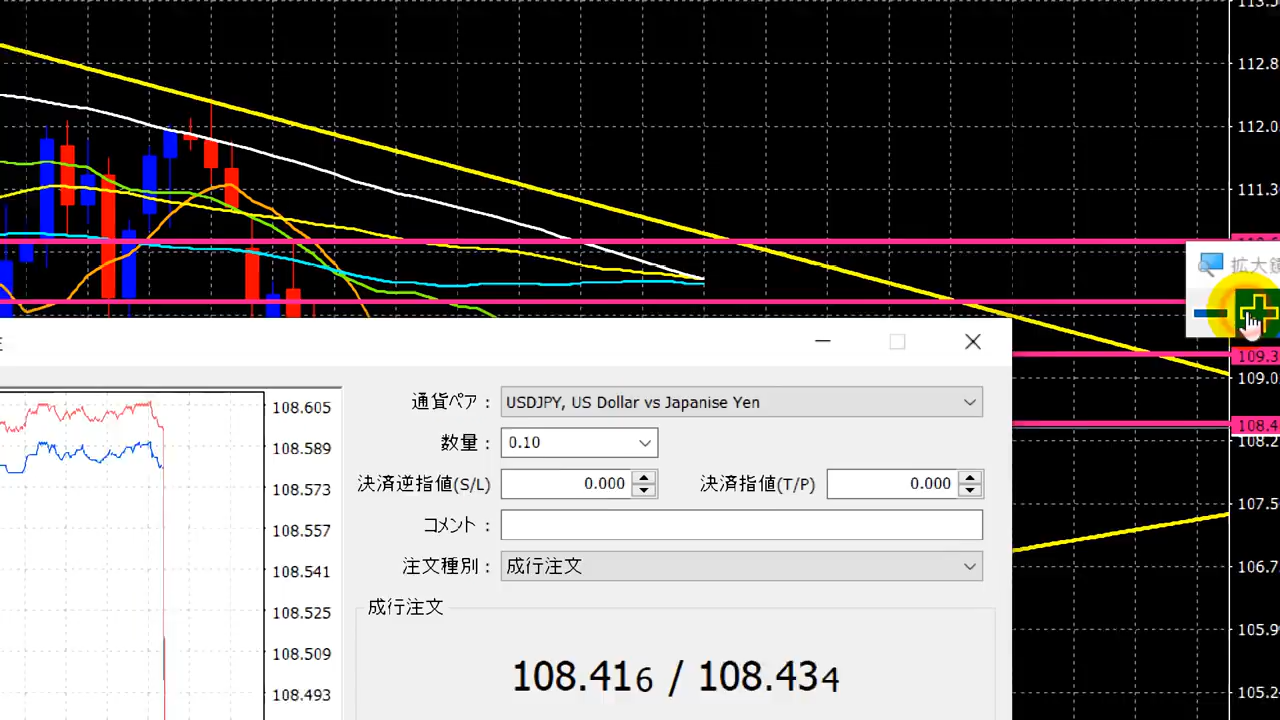 112.8
112.0
111.3
拡大鏡
109.3
109.0
108.4
108.2
107.5
106.7
105.9
105.2
通貨ペア : USDJPY, US Dollar vs Japanise Yen
数量 : 0.10
決済逆指値(S/L) 0.000 決済指値(T/P) 0.000
コメント :
注文種別 : 成行注文
成行注文
108.416 / 108.434
108.605
108.589
108.573
108.557
108.541
108.525
108.509
108.493